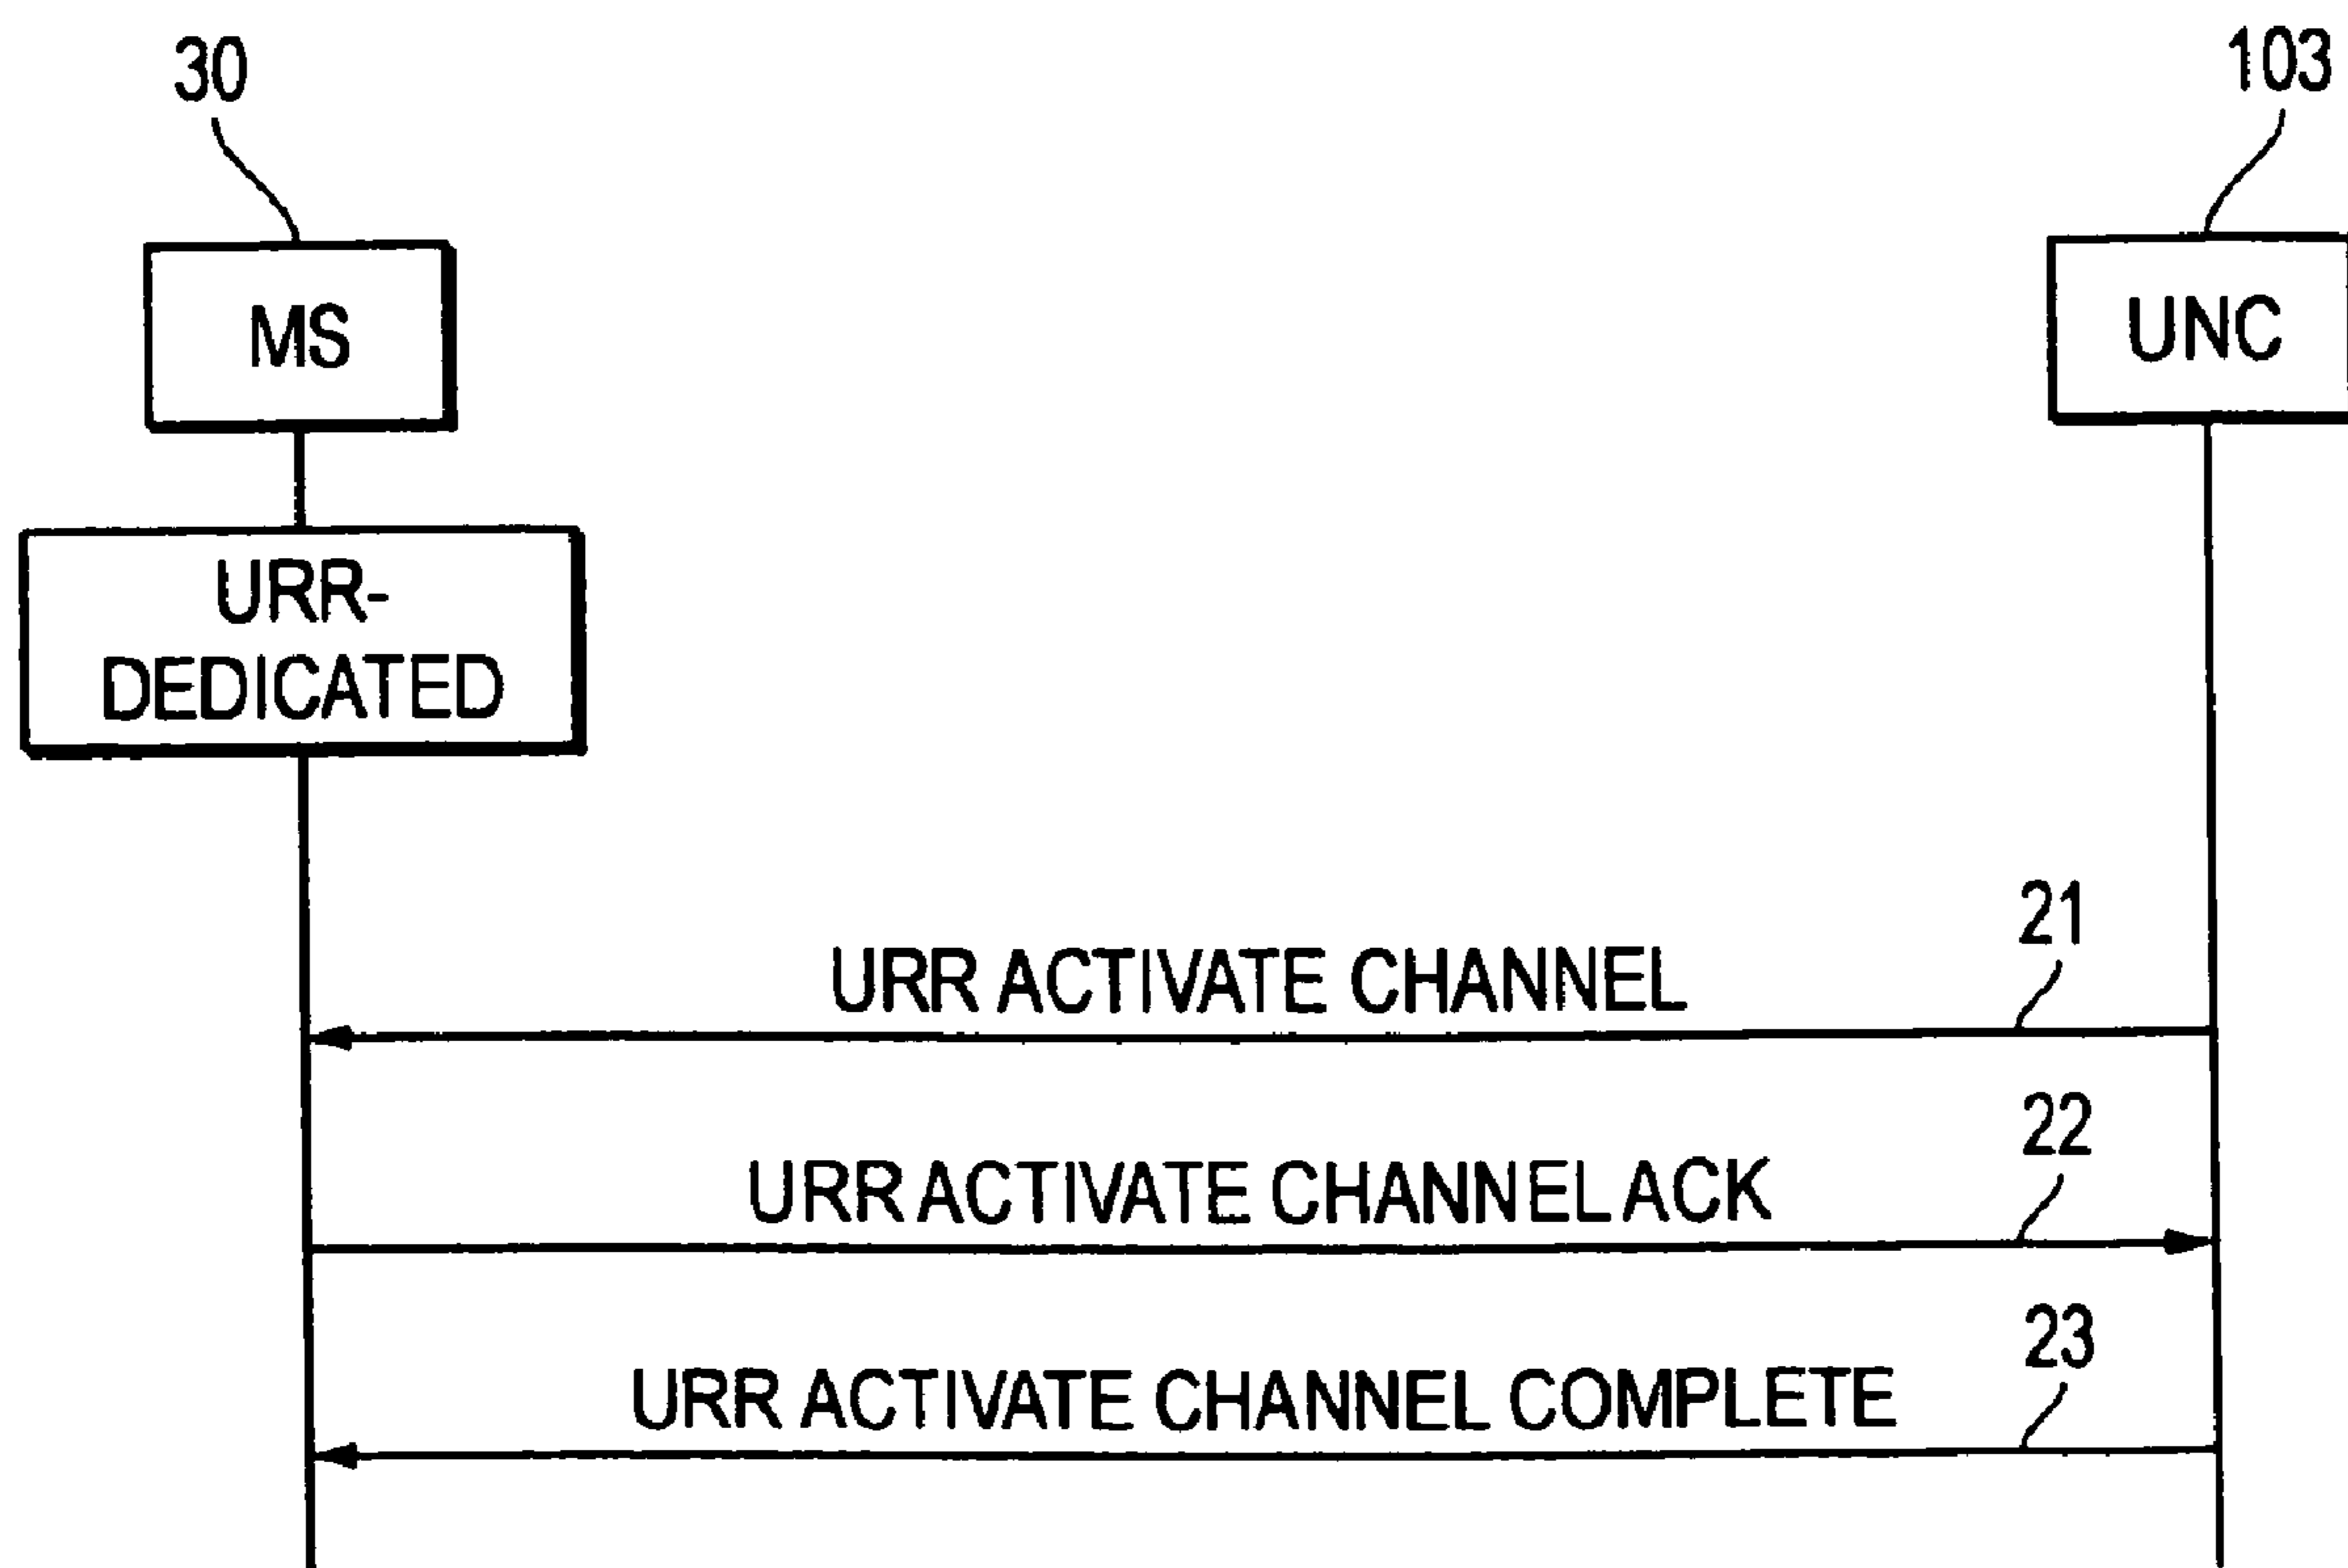 30
103
MS
UNC
URR-
DEDICATED
21
URR ACTIVATE CHANNEL
22
URR ACTIVATE CHANNEL ACK
23
URR ACTIVATE CHANNEL COMPLETE